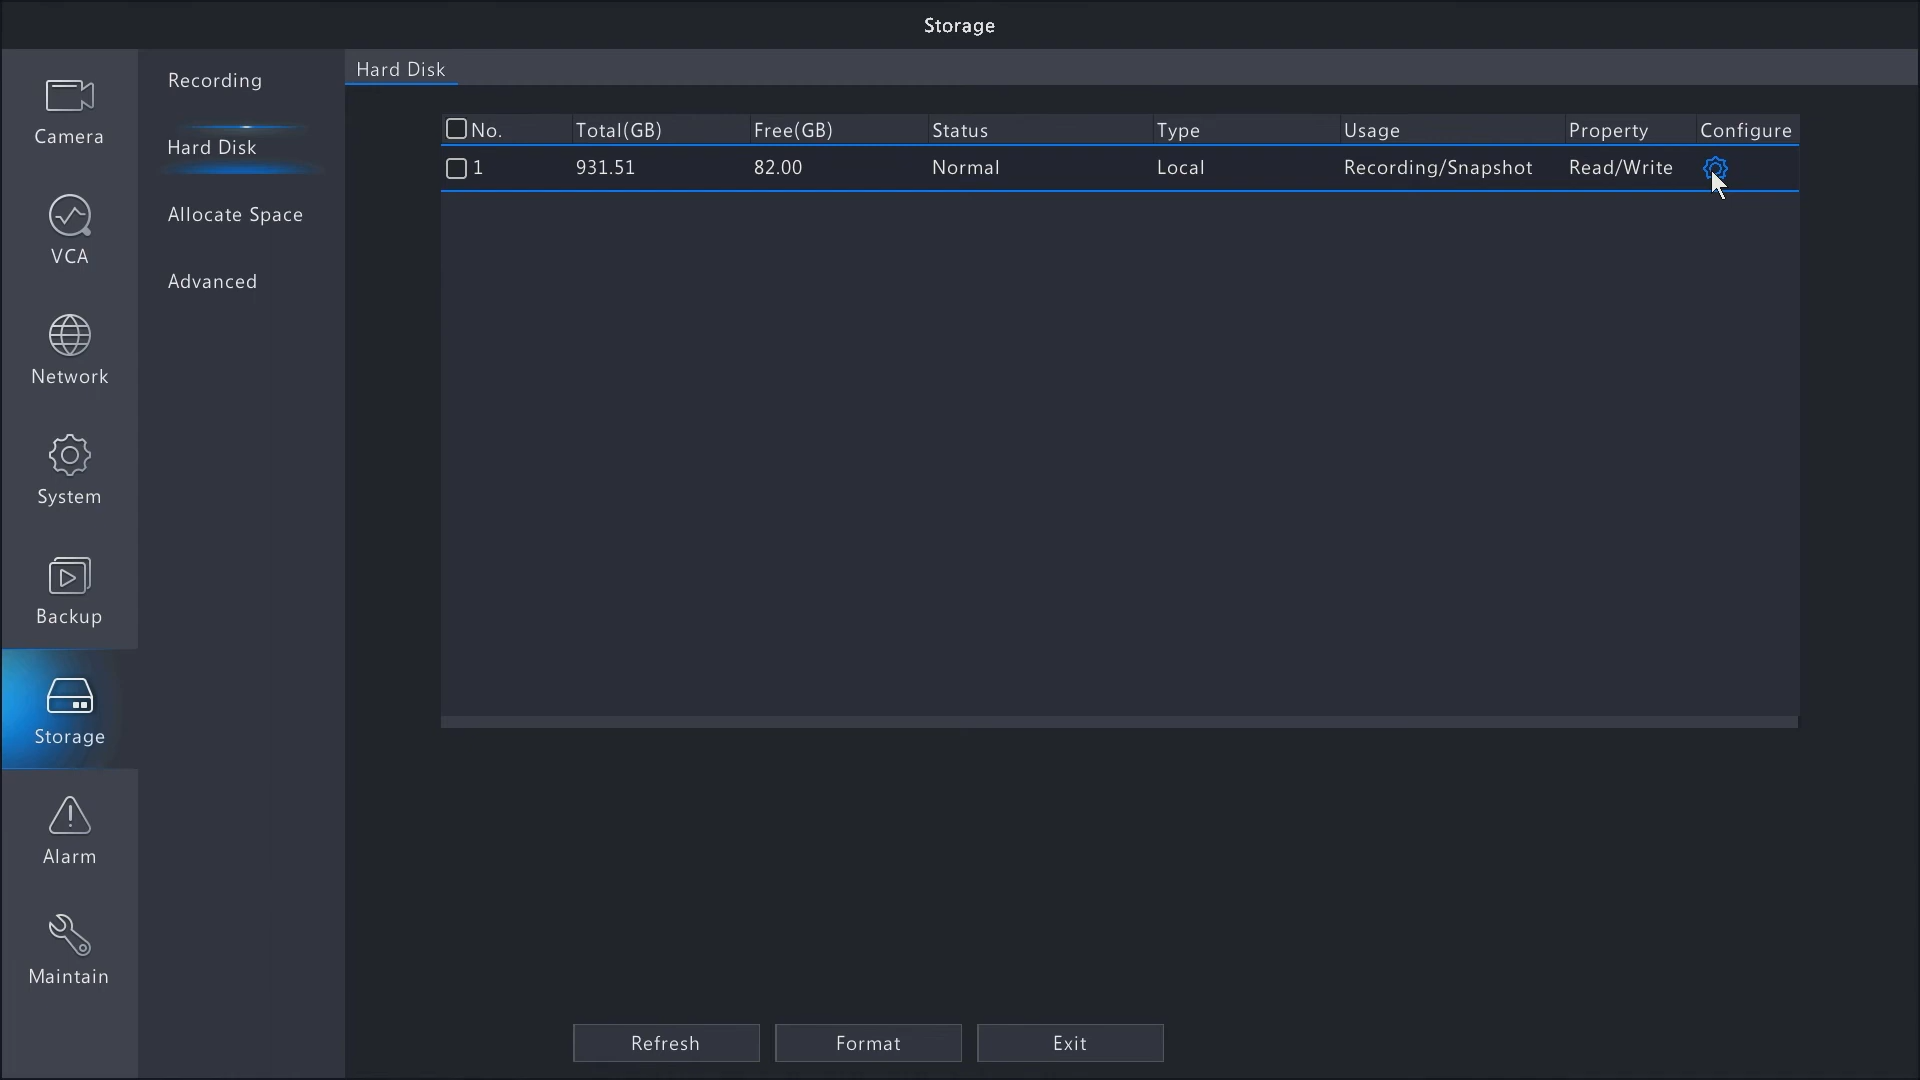 Storage
Camera
VCA
Network
System
Backup
Storage
Alarm
Maintain
Recording
Hard Disk
Allocate Space
Advanced
Hard Disk
No. Total(GB) Free(GB) Status Type Usage Property Configure
1 931.51 82.00 Normal Local Recording/Snapshot Read/Write
Refresh Format Exit